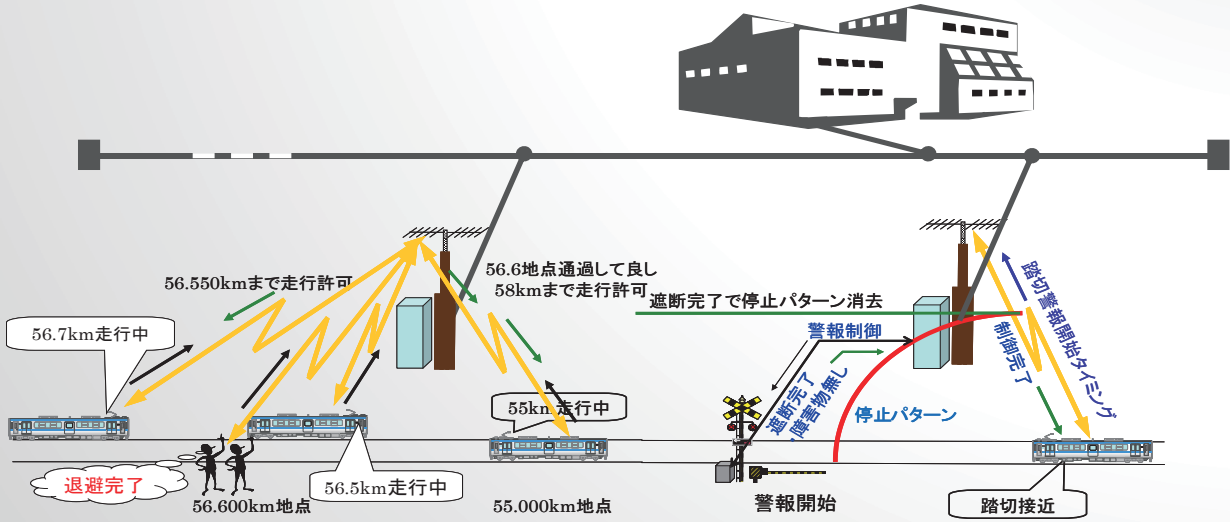 56.550kmまで走行許可
56.7km走行中
56.6地点通過して良し
58kmまで走行許可
遮断完了で停止パターン消去
踏切警報開始タイミング
制御完了
警報制御
遮断完了
,障害物無し
停止パターン
55km走行中
退避完了
56.5km走行中
56.600km地点
55.000km地点
警報開始
踏切接近